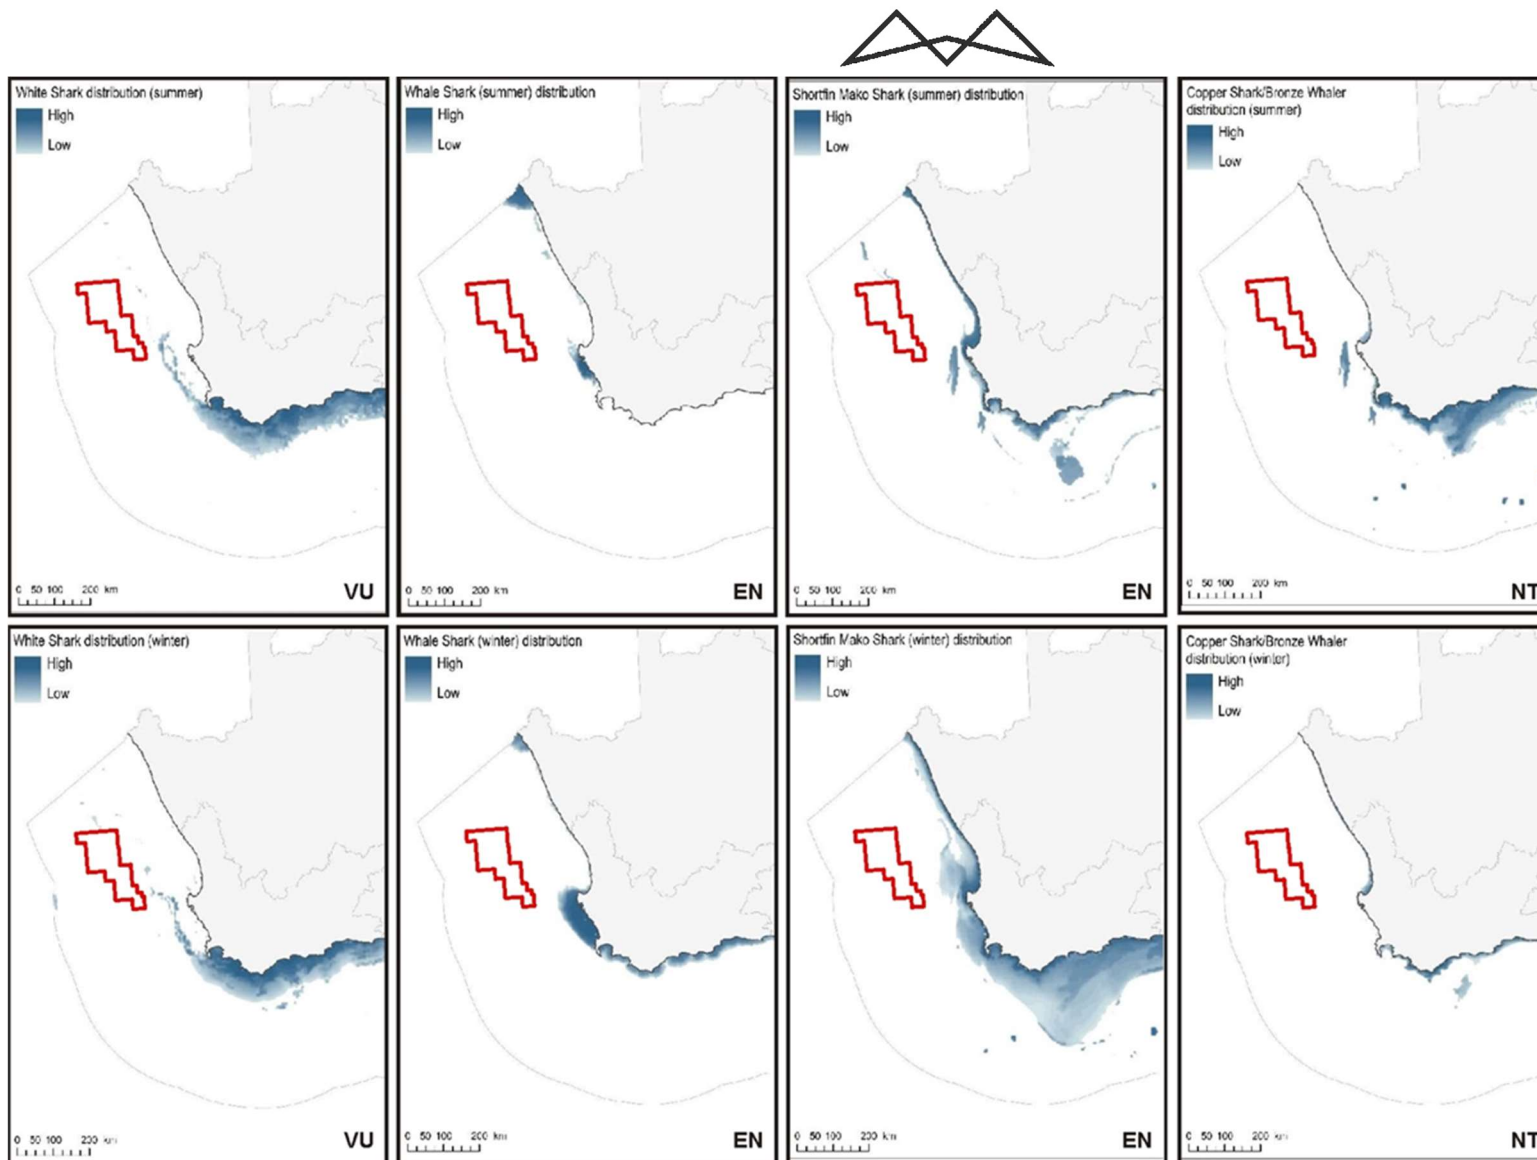 White Shark distribution (summer)
High
Low
0 50 100 200 km
VU
Whale Shark (summer) distribution
High
Low
0 50 100 200 km
EN
Shortfin Mako Shark (summer) distribution
High
Low
0 50 100 200 km
EN
Copper Shark/Bronze Whaler
distribution (summer)
High
Low
0 50 100 200 km
NT
White Shark distribution (winter)
High
Low
0 50 100 200 km
VU
Whale Shark (winter) distribution
High
Low
0 50 100 200 km
EN
Shortfin Mako Shark (winter) distribution
High
Low
0 50 100 200 km
EN
Copper Shark/Bronze Whaler
distribution (winter)
High
Low
0 50 100 200 km
NT